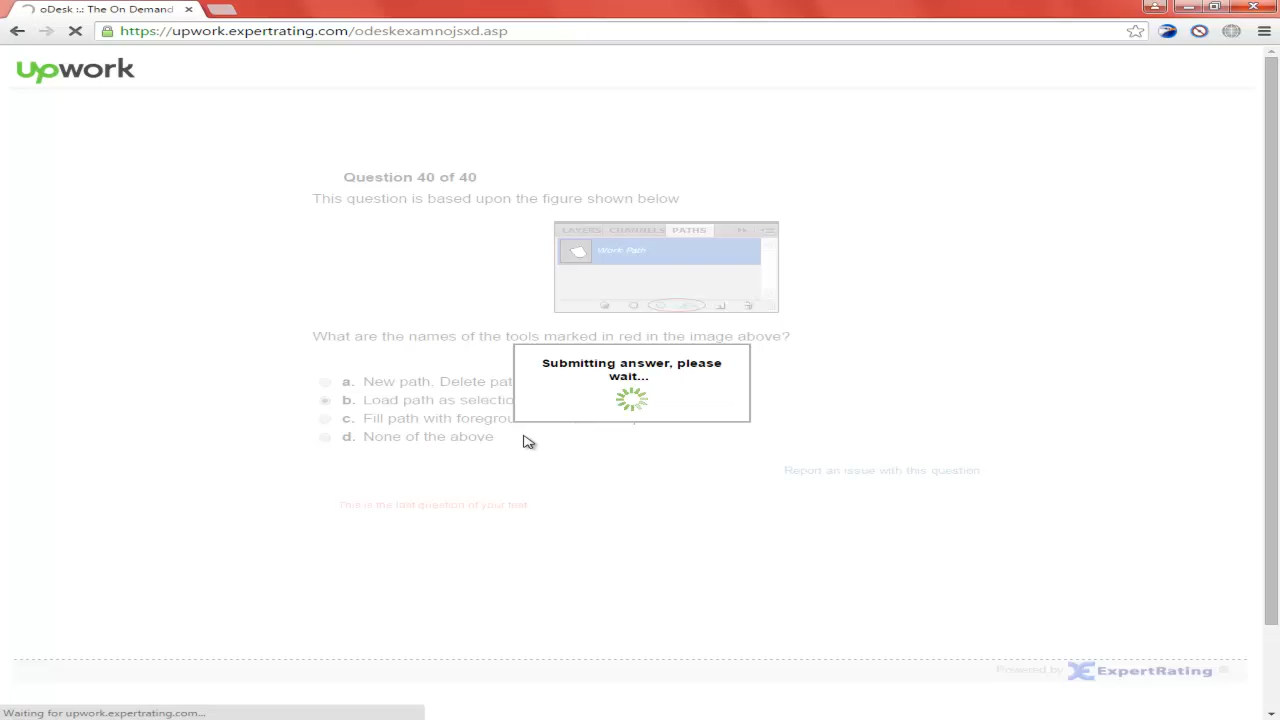 oDesk :.: The On Demand
https://upwork.expertrating.com/odeskexamnojsxd.asp
upwork
Question 40 of 40
This question is based upon the figure shown below
LAYERS CHANNELS PATHS
Work Path
What are the names of the tools marked in red in the image above?
Submitting answer, please
wait...
a. New path, Delete pat
b. Load path as selectio
c. Fill path with foregrou
d. None of the above
Report an issue with this question
This is the last question of your test
Powered by ExpertRating
Waiting for upwork.expertrating.com...